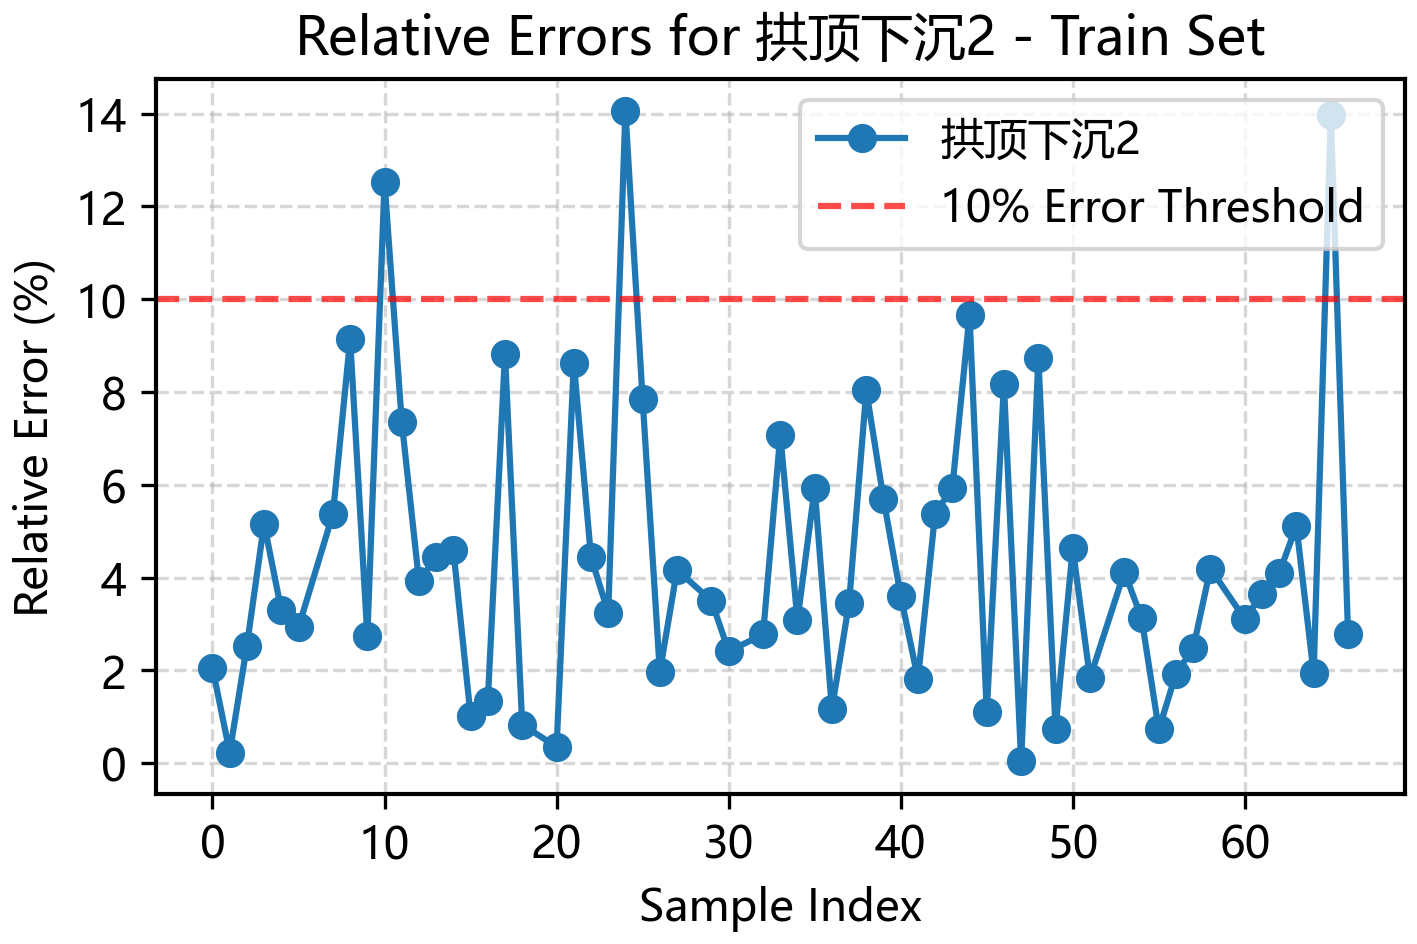 Relative Errors for 拱顶下沉2 - Train Set
拱顶下沉2
10% Error Threshold
Relative Error (%)
14
12
10
8
6
4
2
0
0 10 20 30 40 50 60
Sample Index